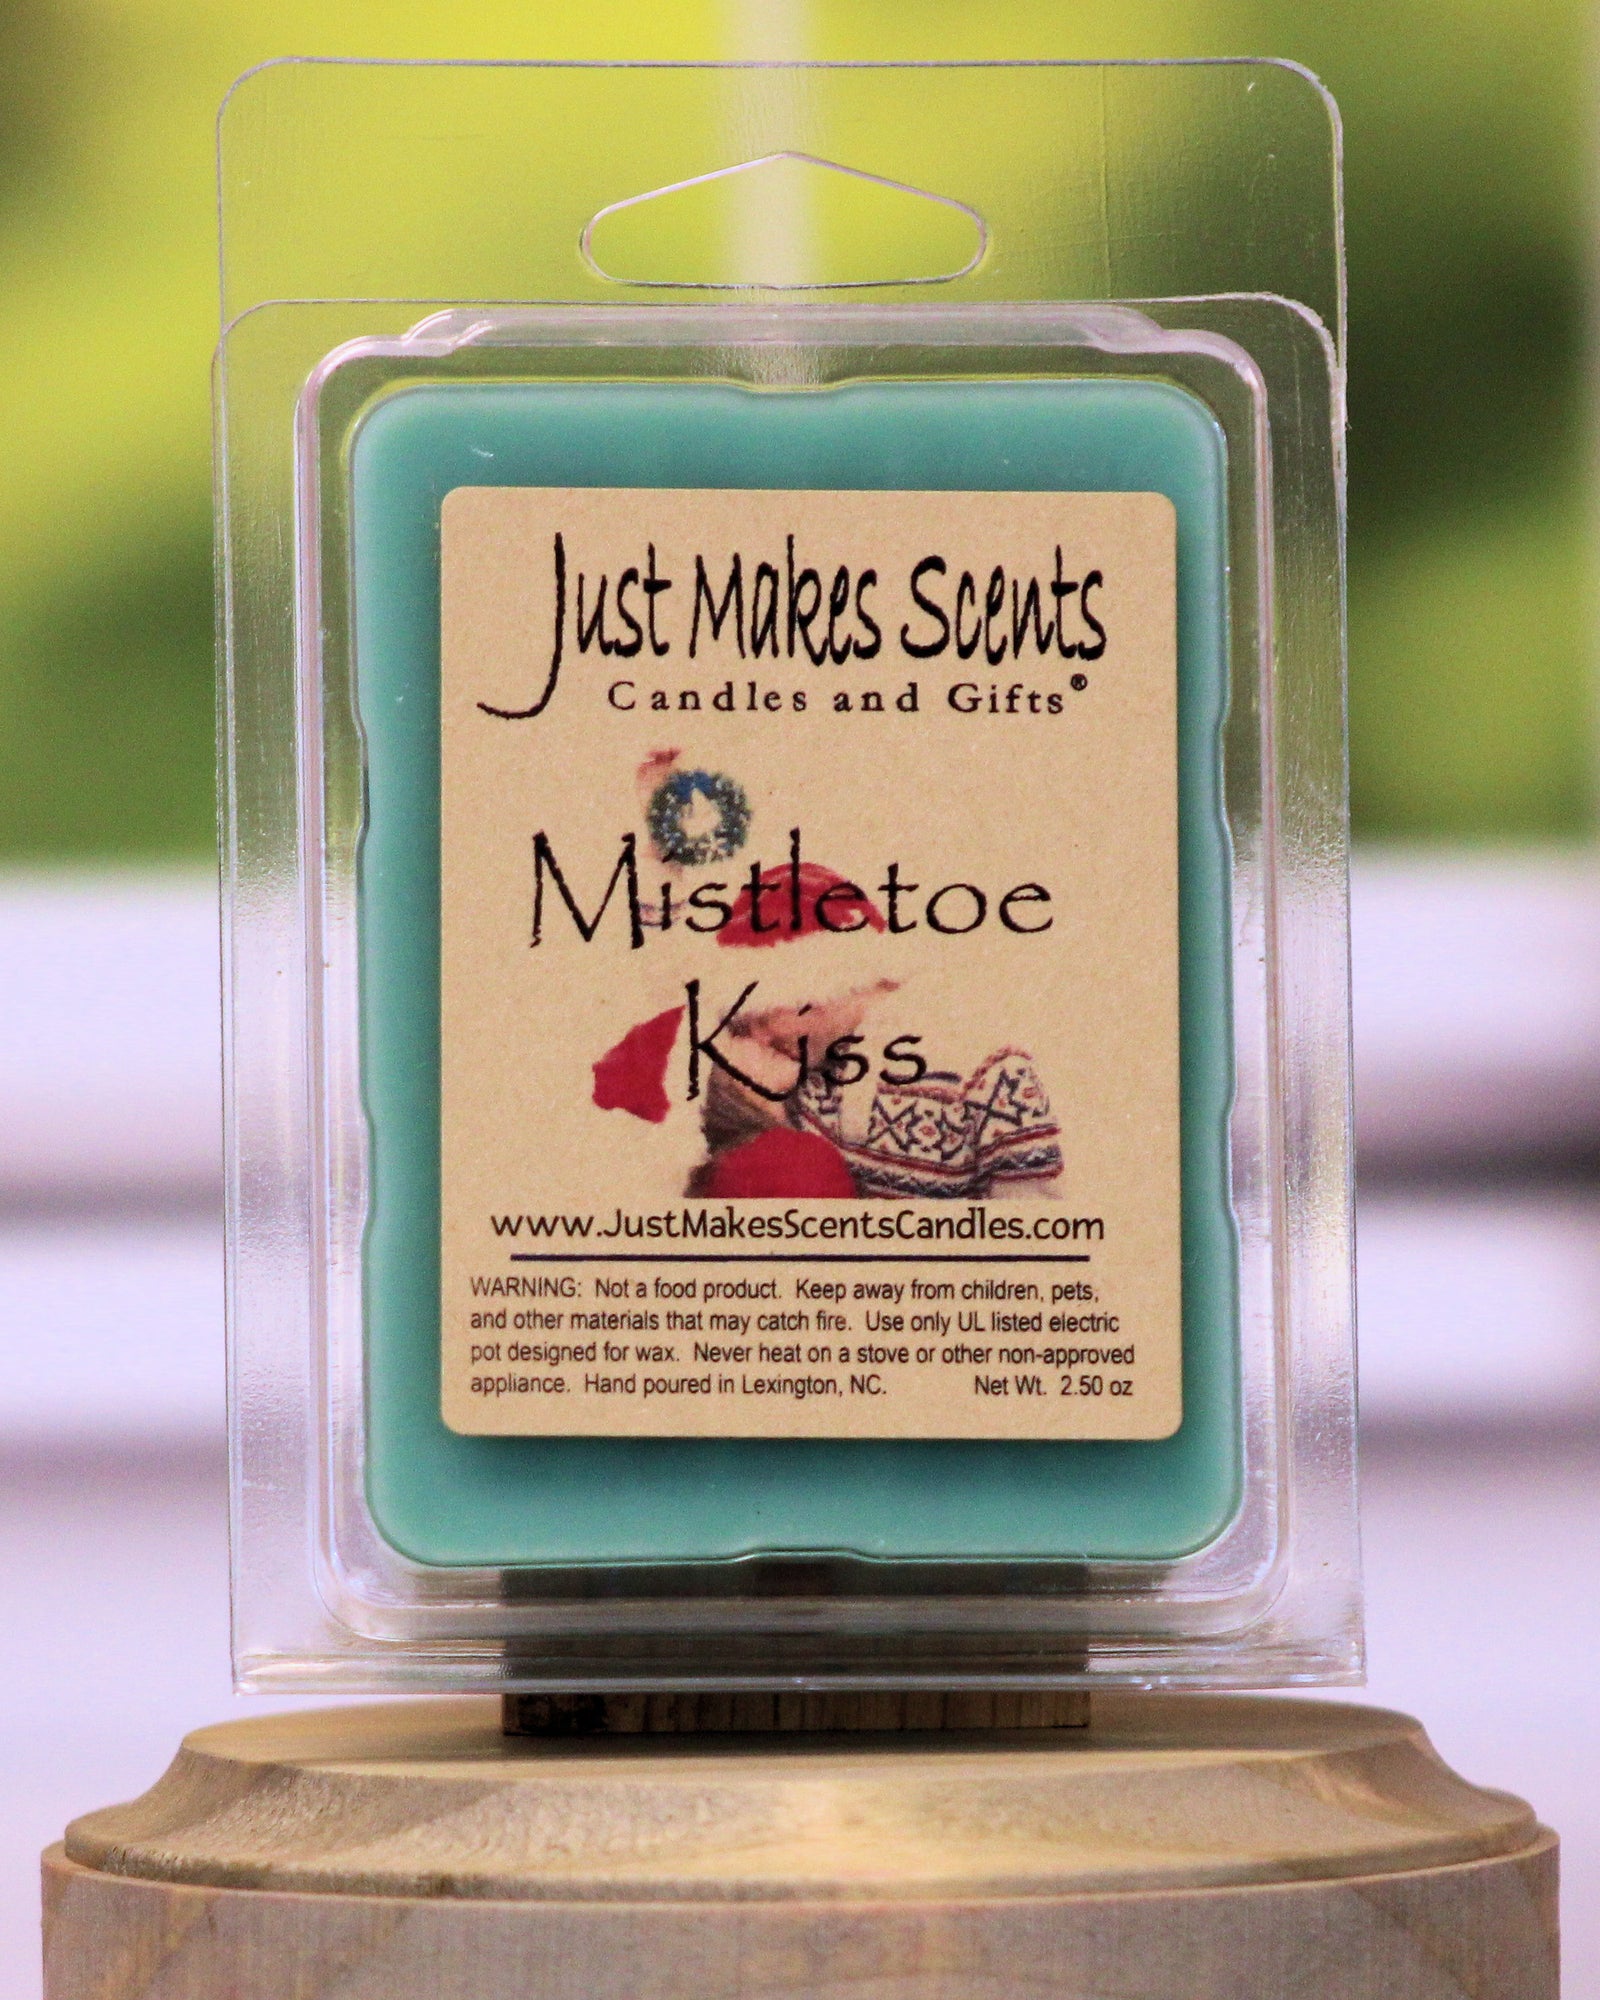 Just Makes Scents
Candles and Gifts®
Mistletoe
Kiss
www.JustMakesScentsCandles.com
WARNING: Not a food product. Keep away from children, pets,
and other materials that may catch fire. Use only UL listed electric
pot designed for wax. Never heat on a stove or other non-approved
appliance. Hand poured in Lexington, NC. Net Wt. 2.50 oz